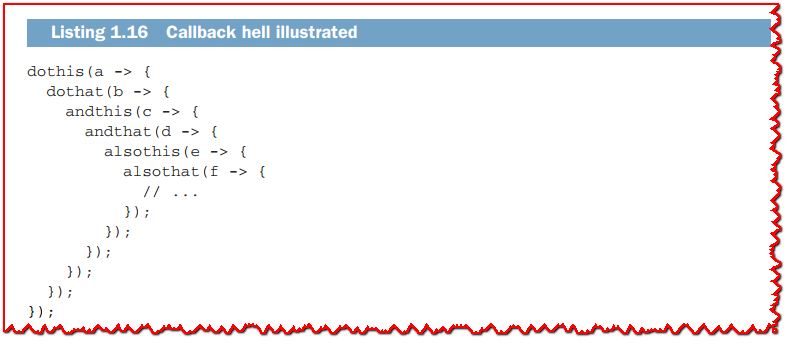 Listing 1.16 Callback hell illustrated
dothis(a -> {
  dothat(b -> {
    andthis(c -> {
      andthat(d -> {
        alsothis(e -> {
          alsothat(f -> {
            // ...
          });
        });
      });
    });
  });
});